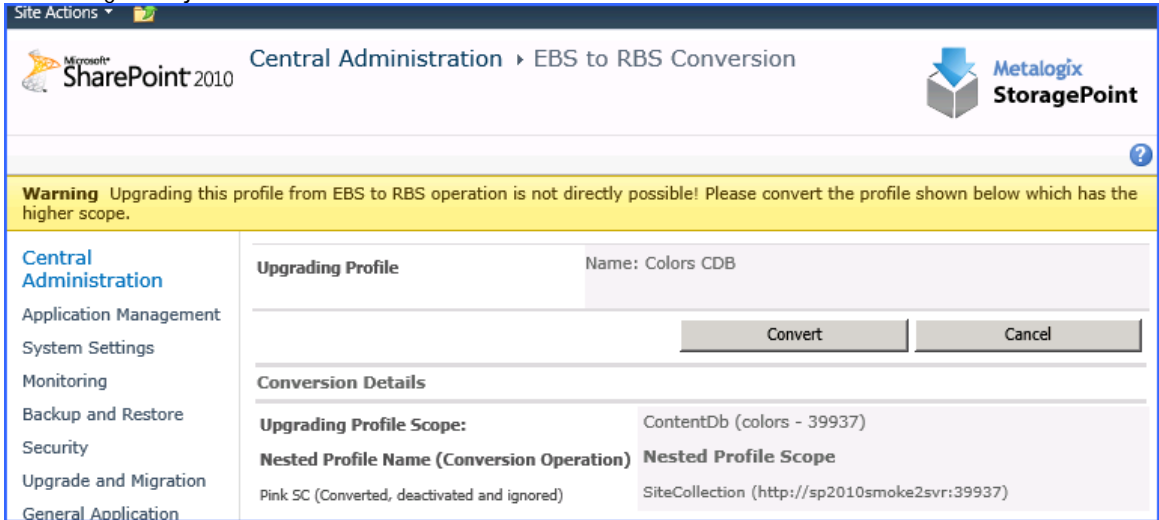 Site Actions
Microsoft
SharePoint 2010
Central Administration ▸ EBS to RBS Conversion
Metalogix
StoragePoint
?
Warning Upgrading this profile from EBS to RBS operation is not directly possible! Please convert the profile shown below which has the
higher scope.
Central
Administration
Application Management
System Settings
Monitoring
Backup and Restore
Security
Upgrade and Migration
General Application
Upgrading Profile
Name: Colors CDB
Convert
Cancel
Conversion Details
Upgrading Profile Scope:
ContentDb (colors - 39937)
Nested Profile Name (Conversion Operation)
Nested Profile Scope
Pink SC (Converted, deactivated and ignored)
SiteCollection (http://sp2010smoke2svr:39937)